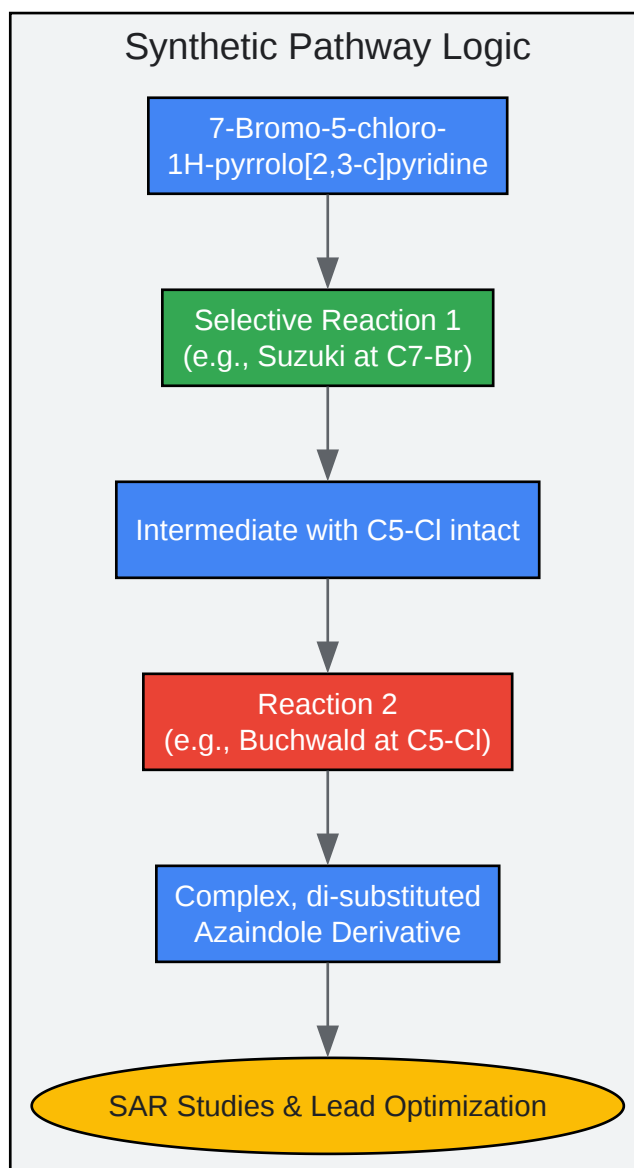 Synthetic Pathway Logic
7-Bromo-5-chloro-
1H-pyrrolo[2,3-c]pyridine
Selective Reaction 1
(e.g., Suzuki at C7-Br)
Intermediate with C5-Cl intact
Reaction 2
(e.g., Buchwald at C5-Cl)
Complex, di-substituted
Azaindole Derivative
SAR Studies & Lead Optimization